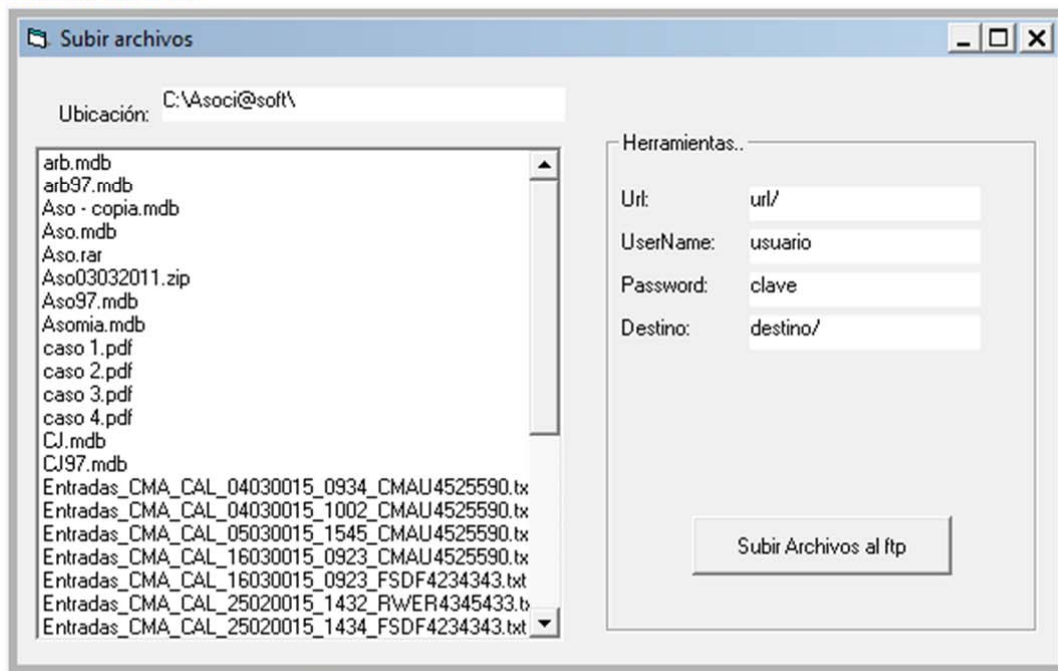 Subir archivos
Ubicación: C:\Asoci@soft\
arb.mdb
arb97.mdb
Aso - copia.mdb
Aso.mdb
Aso.rar
Aso03032011.zip
Aso97.mdb
Asomia.mdb
caso 1.pdf
caso 2.pdf
caso 3.pdf
caso 4.pdf
CJ.mdb
CJ97.mdb
Entradas_CMA_CAL_04030015_0934_CMAU4525590.tx
Entradas_CMA_CAL_04030015_1002_CMAU4525590.tx
Entradas_CMA_CAL_05030015_1545_CMAU4525590.tx
Entradas_CMA_CAL_16030015_0923_CMAU4525590.tx
Entradas_CMA_CAL_16030015_0923_FSDF4234343.txt
Entradas_CMA_CAL_25020015_1432_RWER4345433.t
Entradas_CMA_CAL_25020015_1434_FSDF4234343.txt
Herramientas..
Url: url/
UserName: usuario
Password: clave
Destino: destino/
Subir Archivos al ftp